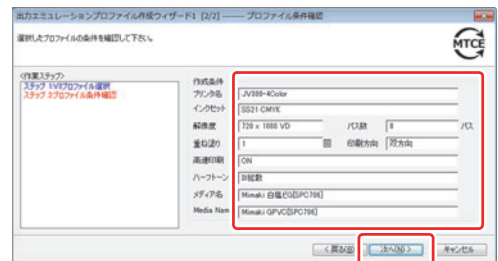 出力エミュレーションプロファイル作成ウィザード1 [2/2] ------- プロファイル条件確認
選択したプロファイルの条件を確認して下さい。
MTCE
<作業ステップ>
ステップ 1:V3プロファイル選択
ステップ 2:プロファイル条件確認
作成条件
プリンタ名 JV300-4Color
インクセット SS21 CMYK
解像度 720 x 1080 VD パス数 8 パス
重ね塗り 1 回 印刷方向 双方向
高速印刷 ON
ハーフトーン 誤差拡散
メディア名 Mimaki 白塩ビG[SPC706]
Media Nam Mimaki GPVC[SPC706]
< 戻る(B) 次へ(N) > キャンセル